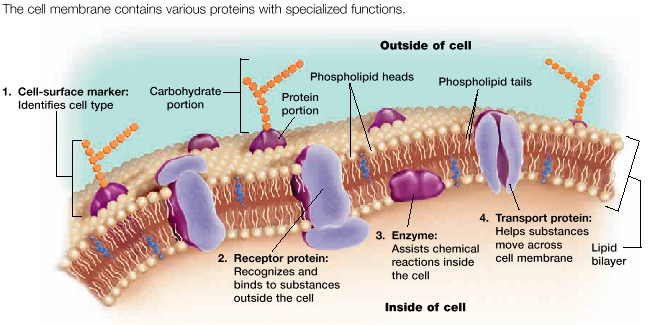 The cell membrane contains various proteins with specialized functions.
Outside of cell
1. Cell-surface marker:
Identifies cell type
Carbohydrate
portion
Protein
portion
Phospholipid heads
Phospholipid tails
2. Receptor protein:
Recognizes and
binds to substances
outside the cell
3. Enzyme:
Assists chemical
reactions inside
the cell
4. Transport protein:
Helps substances
move across
cell membrane
Lipid
bilayer
Inside of cell